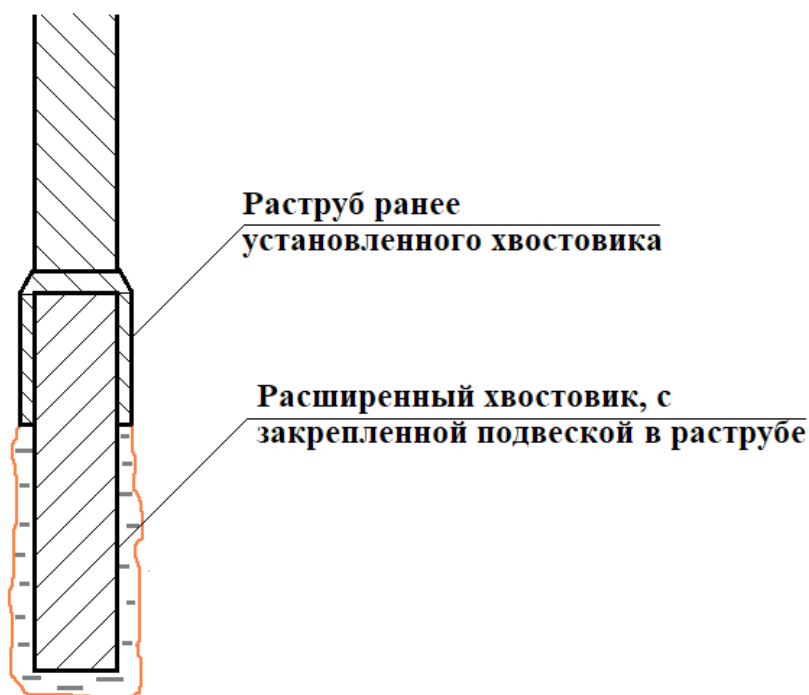 Раструб ранее
установленного хвостовика
Расширенный хвостовик, с
закрепленной подвеской в раструбе